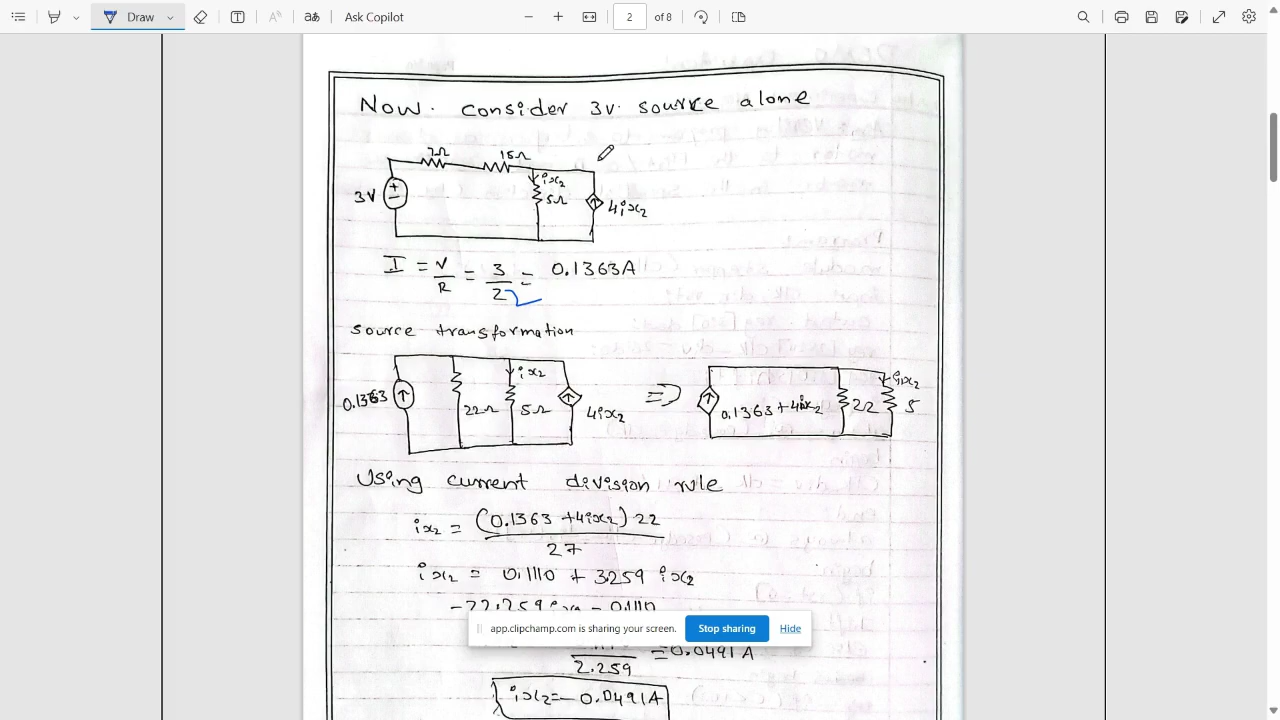 Draw
Ask Copilot
2 of 8
Now. consider 3v. source alone
7Ω 15Ω
3V + − ix2 5Ω 4ix2
I = V/R = 3/22 = 0.1363A
source transformation
0.1363 22Ω ix2 5Ω 4ix2 => 0.1363+4ix2 22 ix2 5
Using current division rule
ix2 = (0.1363 +4ix2) 22
27
ix2 = 0.1110 + 3.259 ix2
app.clipchamp.com is sharing your screen. Stop sharing Hide
2.259 =0.0491A
ix2=-0.0491A